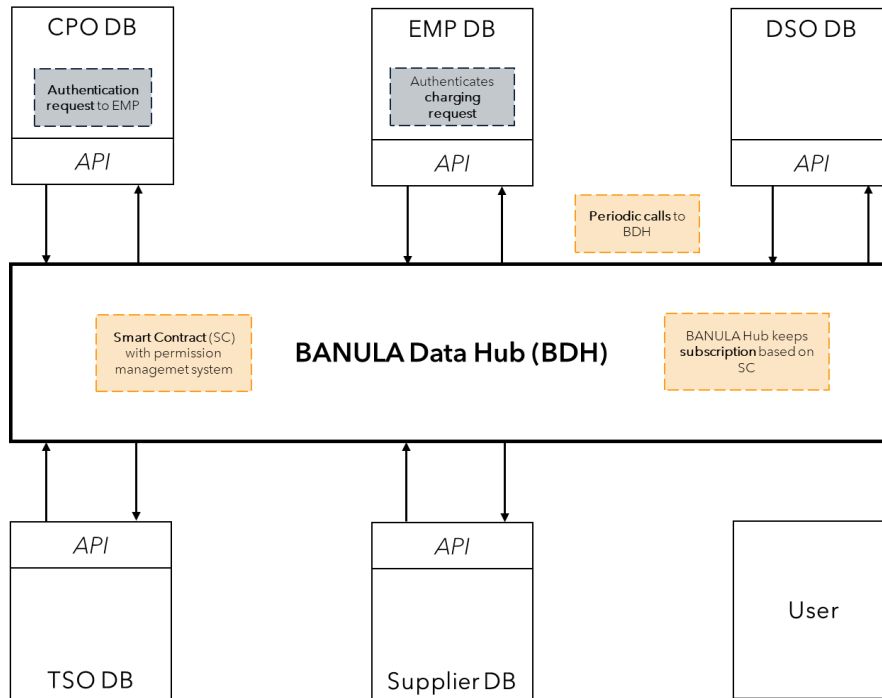 CPO DB
EMP DB
DSO DB
Authentication
request to EMP
Authenticates
charging
request
API
API
API
Periodic calls to
BDH
Smart Contract (SC)
with permission
managemet system
BANULA Data Hub (BDH)
BANULA Hub keeps
subscription based on
SC
API
API
User
TSO DB
Supplier DB